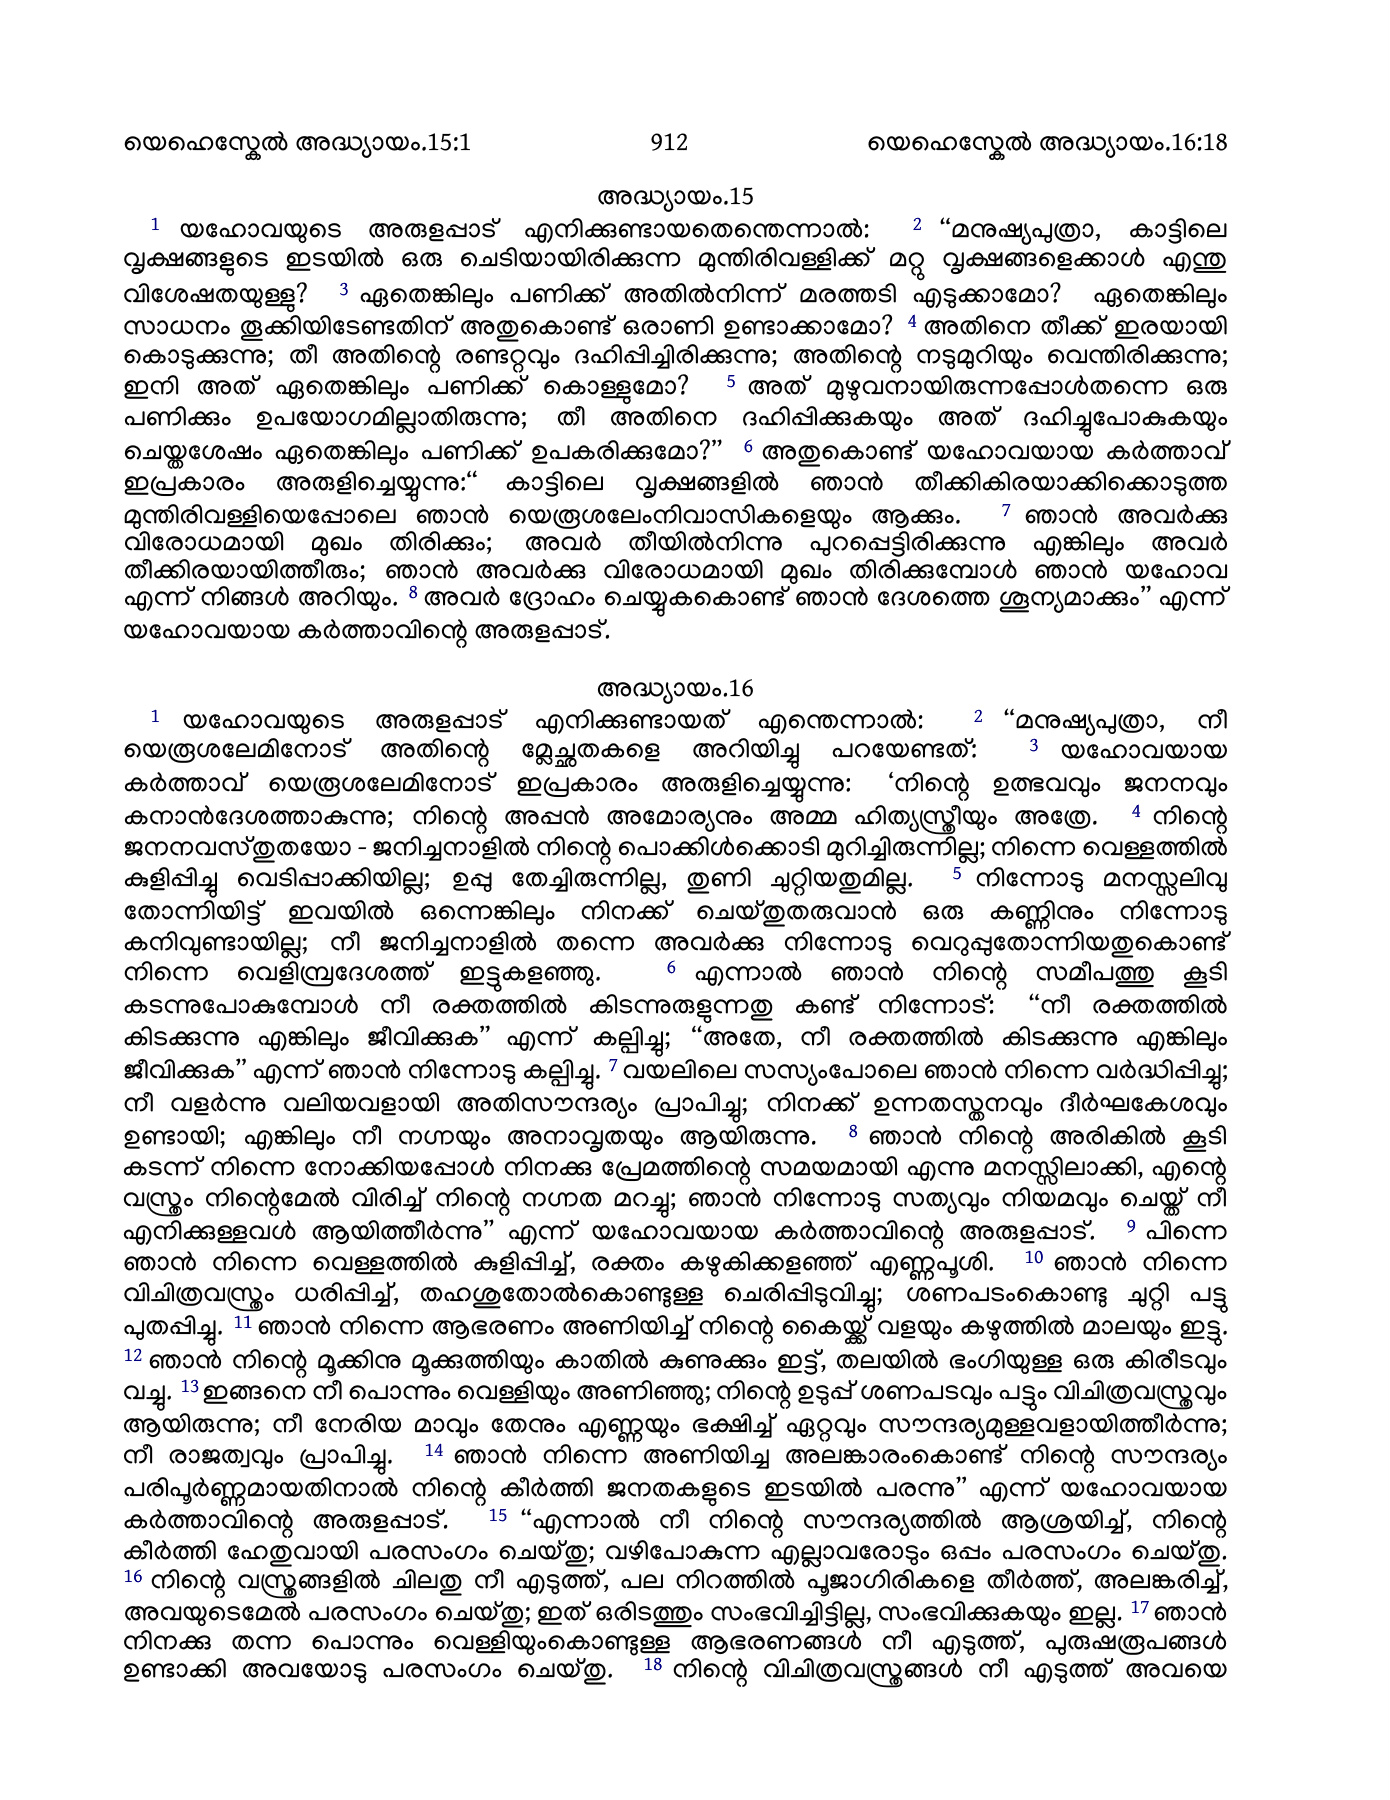 യെഹെസ്കേൽ അദ്ധ്യായം.15:1 912 യെഹെസ്കേൽ അദ്ധ്യായം.16:18
അദ്ധ്യായം.15
1 യഹോവയുടെ അരുളപ്പാട് എനിക്കുണ്ടായതെന്തെന്നാൽ: 2 “മനുഷ്യപുത്രാ, കാട്ടിലെ
വൃക്ഷങ്ങളുടെ ഇടയിൽ ഒരു ചെടിയായിരിക്കുന്ന മുന്തിരിവള്ളിക്ക് മറ്റു വൃക്ഷങ്ങളെക്കാൾ എന്തു
വിശേഷതയുള്ളു? 3 ഏതെങ്കിലും പണിക്ക് അതിൽനിന്ന് മരത്തടി എടുക്കാമോ? ഏതെങ്കിലും
സാധനം തൂക്കിയിടേണ്ടതിന് അതുകൊണ്ട് ഒരാണി ഉണ്ടാക്കാമോ? 4 അതിനെ തീക്ക് ഇരയായി
കൊടുക്കുന്നു; തീ അതിന്റെ രണ്ടറ്റവും ദഹിപ്പിച്ചിരിക്കുന്നു; അതിന്റെ നടുമുറിയും വെന്തിരിക്കുന്നു;
ഇനി അത് ഏതെങ്കിലും പണിക്ക് കൊള്ളുമോ? 5 അത് മുഴുവനായിരുന്നപ്പോൾതന്നെ ഒരു
പണിക്കും ഉപയോഗമില്ലാതിരുന്നു; തീ അതിനെ ദഹിപ്പിക്കുകയും അത് ദഹിച്ചുപോകുകയും
ചെയ്തശേഷം ഏതെങ്കിലും പണിക്ക് ഉപകരിക്കുമോ?” 6 അതുകൊണ്ട് യഹോവയായ കർത്താവ്
ഇപ്രകാരം അരുളിച്ചെയ്യുന്നു:“ കാട്ടിലെ വൃക്ഷങ്ങളിൽ ഞാൻ തീക്കികിരയാക്കിക്കൊടുത്ത
മുന്തിരിവള്ളിയെപ്പോലെ ഞാൻ യെരൂശലേംനിവാസികളെയും ആക്കും. 7 ഞാൻ അവർക്കു
വിരോധമായി മുഖം തിരിക്കും; അവർ തീയിൽനിന്നു പുറപ്പെട്ടിരിക്കുന്നു എങ്കിലും അവർ
തീക്കിരയായിത്തീരും; ഞാൻ അവർക്കു വിരോധമായി മുഖം തിരിക്കുമ്പോൾ ഞാൻ യഹോവ
എന്ന് നിങ്ങൾ അറിയും. 8 അവർ ദ്രോഹം ചെയ്യുകകൊണ്ട് ഞാൻ ദേശത്തെ ശൂന്യമാക്കും” എന്ന്
യഹോവയായ കർത്താവിന്റെ അരുളപ്പാട്.
അദ്ധ്യായം.16
1 യഹോവയുടെ അരുളപ്പാട് എനിക്കുണ്ടായത് എന്തെന്നാൽ: 2 “മനുഷ്യപുത്രാ, നീ
യെരൂശലേമിനോട് അതിന്റെ മ്ലേച്ഛതകളെ അറിയിച്ചു പറയേണ്ടത്: 3 യഹോവയായ
കർത്താവ് യെരൂശലേമിനോട് ഇപ്രകാരം അരുളിച്ചെയ്യുന്നു: ‘നിന്റെ ഉത്ഭവവും ജനനവും
കനാൻദേശത്താകുന്നു; നിന്റെ അപ്പൻ അമോര്യനും അമ്മ ഹിത്യസ്ത്രീയും അത്രേ. 4 നിന്റെ
ജനനവസ്തുതയോ - ജനിച്ചനാളിൽ നിന്റെ പൊക്കിൾക്കൊടി മുറിച്ചിരുന്നില്ല; നിന്നെ വെള്ളത്തിൽ
കുളിപ്പിച്ചു വെടിപ്പാക്കിയില്ല; ഉപ്പു തേച്ചിരുന്നില്ല, തുണി ചുറ്റിയതുമില്ല. 5 നിന്നോടു മനസ്സലിവു
തോന്നിയിട്ട് ഇവയിൽ ഒന്നെങ്കിലും നിനക്ക് ചെയ്തുതരുവാൻ ഒരു കണ്ണിനും നിന്നോടു
കനിവുണ്ടായില്ല; നീ ജനിച്ചനാളിൽ തന്നെ അവർക്കു നിന്നോടു വെറുപ്പുതോന്നിയതുകൊണ്ട്
നിന്നെ വെളിമ്പ്രദേശത്ത് ഇട്ടുകളഞ്ഞു. 6 എന്നാൽ ഞാൻ നിന്റെ സമീപത്തു കൂടി
കടന്നുപോകുമ്പോൾ നീ രക്തത്തിൽ കിടന്നുരുളുന്നതു കണ്ട് നിന്നോട്: “നീ രക്തത്തിൽ
കിടക്കുന്നു എങ്കിലും ജീവിക്കുക” എന്ന് കല്പിച്ചു; “അതേ, നീ രക്തത്തിൽ കിടക്കുന്നു എങ്കിലും
ജീവിക്കുക” എന്ന് ഞാൻ നിന്നോടു കല്പിച്ചു. 7 വയലിലെ സസ്യംപോലെ ഞാൻ നിന്നെ വർദ്ധിപ്പിച്ചു;
നീ വളർന്നു വലിയവളായി അതിസൗന്ദര്യം പ്രാപിച്ചു; നിനക്ക് ഉന്നതസ്തനവും ദീർഘകേശവും
ഉണ്ടായി; എങ്കിലും നീ നഗ്നയും അനാവൃതയും ആയിരുന്നു. 8 ഞാൻ നിന്റെ അരികിൽ കൂടി
കടന്ന് നിന്നെ നോക്കിയപ്പോൾ നിനക്കു പ്രേമത്തിന്റെ സമയമായി എന്നു മനസ്സിലാക്കി, എന്റെ
വസ്ത്രം നിന്റെമേൽ വിരിച്ച് നിന്റെ നഗ്നത മറച്ചു; ഞാൻ നിന്നോടു സത്യവും നിയമവും ചെയ്ത് നീ
എനിക്കുള്ളവൾ ആയിത്തീർന്നു” എന്ന് യഹോവയായ കർത്താവിന്റെ അരുളപ്പാട്. 9 പിന്നെ
ഞാൻ നിന്നെ വെള്ളത്തിൽ കുളിപ്പിച്ച്, രക്തം കഴുകിക്കളഞ്ഞ് എണ്ണപൂശി. 10 ഞാൻ നിന്നെ
വിചിത്രവസ്ത്രം ധരിപ്പിച്ച്, തഹശുതോൽകൊണ്ടുള്ള ചെരിപ്പിടുവിച്ചു; ശണപടംകൊണ്ടു ചുറ്റി പട്ടു
പുതപ്പിച്ചു. 11 ഞാൻ നിന്നെ ആഭരണം അണിയിച്ച് നിന്റെ കൈയ്ക്ക് വളയും കഴുത്തിൽ മാലയും ഇട്ടു.
12 ഞാൻ നിന്റെ മൂക്കിനു മൂക്കുത്തിയും കാതിൽ കുണുക്കും ഇട്ട്, തലയിൽ ഭംഗിയുള്ള ഒരു കിരീടവും
വച്ചു. 13 ഇങ്ങനെ നീ പൊന്നും വെള്ളിയും അണിഞ്ഞു; നിന്റെ ഉടുപ്പ് ശണപടവും പട്ടും വിചിത്രവസ്ത്രവും
ആയിരുന്നു; നീ നേരിയ മാവും തേനും എണ്ണയും ഭക്ഷിച്ച് ഏറ്റവും സൗന്ദര്യമുള്ളവളായിത്തീർന്നു;
നീ രാജത്വവും പ്രാപിച്ചു. 14 ഞാൻ നിന്നെ അണിയിച്ച അലങ്കാരംകൊണ്ട് നിന്റെ സൗന്ദര്യം
പരിപൂർണ്ണമായതിനാൽ നിന്റെ കീർത്തി ജനതകളുടെ ഇടയിൽ പരന്നു” എന്ന് യഹോവയായ
കർത്താവിന്റെ അരുളപ്പാട്. 15 “എന്നാൽ നീ നിന്റെ സൗന്ദര്യത്തിൽ ആശ്രയിച്ച്, നിന്റെ
കീർത്തി ഹേതുവായി പരസംഗം ചെയ്തു; വഴിപോകുന്ന എല്ലാവരോടും ഒപ്പം പരസംഗം ചെയ്തു.
16 നിന്റെ വസ്ത്രങ്ങളിൽ ചിലതു നീ എടുത്ത്, പല നിറത്തിൽ പൂജാഗിരികളെ തീർത്ത്, അലങ്കരിച്ച്,
അവയുടെമേൽ പരസംഗം ചെയ്തു; ഇത് ഒരിടത്തും സംഭവിച്ചിട്ടില്ല, സംഭവിക്കുകയും ഇല്ല. 17 ഞാൻ
നിനക്കു തന്ന പൊന്നും വെള്ളിയുംകൊണ്ടുള്ള ആഭരണങ്ങൾ നീ എടുത്ത്, പുരുഷരൂപങ്ങൾ
ഉണ്ടാക്കി അവയോടു പരസംഗം ചെയ്തു. 18 നിന്റെ വിചിത്രവസ്ത്രങ്ങൾ നീ എടുത്ത് അവയെ